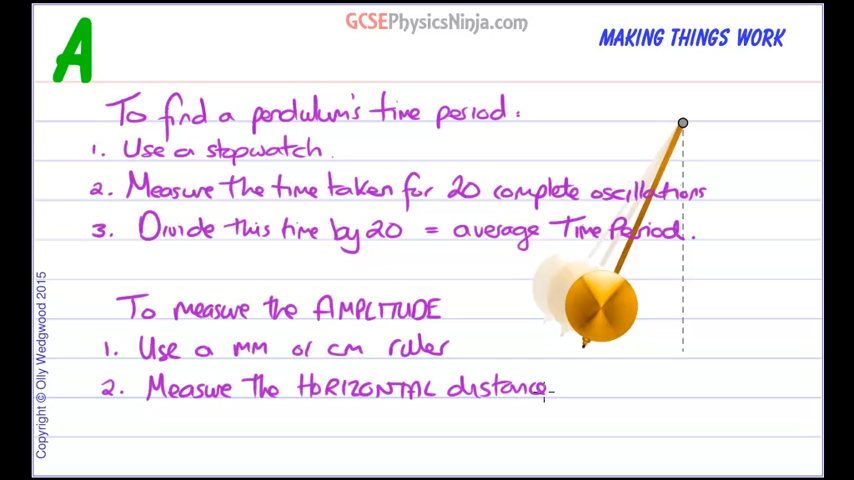 GCSEPhysicsNinja.com
MAKING THINGS WORK
A
To find a pendulum's time period:
1. Use a stopwatch.
2. Measure the time taken for 20 complete oscillations
3. Divide this time by 20 = average Time Period.
To measure the AMPLITUDE
1. Use a mm or cm ruler
2. Measure the HORIZONTAL distance
Copyright © Olly Wedgwood 2015